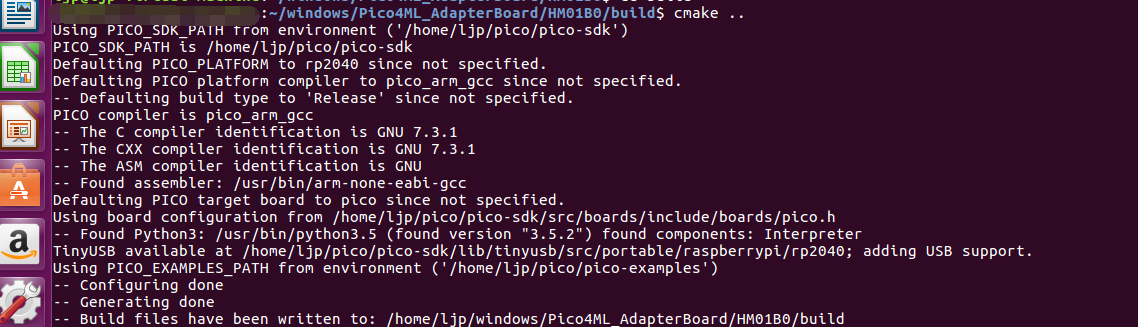 :~/windows/Pico4ML_AdapterBoard/HM01B0/build$ cmake ..
Using PICO_SDK_PATH from environment ('/home/ljp/pico/pico-sdk')
PICO_SDK_PATH is /home/ljp/pico/pico-sdk
Defaulting PICO_PLATFORM to rp2040 since not specified.
Defaulting PICO platform compiler to pico_arm_gcc since not specified.
-- Defaulting build type to 'Release' since not specified.
PICO compiler is pico_arm_gcc
-- The C compiler identification is GNU 7.3.1
-- The CXX compiler identification is GNU 7.3.1
-- The ASM compiler identification is GNU
-- Found assembler: /usr/bin/arm-none-eabi-gcc
Defaulting PICO target board to pico since not specified.
Using board configuration from /home/ljp/pico/pico-sdk/src/boards/include/boards/pico.h
-- Found Python3: /usr/bin/python3.5 (found version "3.5.2") found components: Interpreter
TinyUSB available at /home/ljp/pico/pico-sdk/lib/tinyusb/src/portable/raspberrypi/rp2040; adding USB support.
Using PICO_EXAMPLES_PATH from environment ('/home/ljp/pico/pico-examples')
-- Configuring done
-- Generating done
-- Build files have been written to: /home/ljp/windows/Pico4ML_AdapterBoard/HM01B0/build